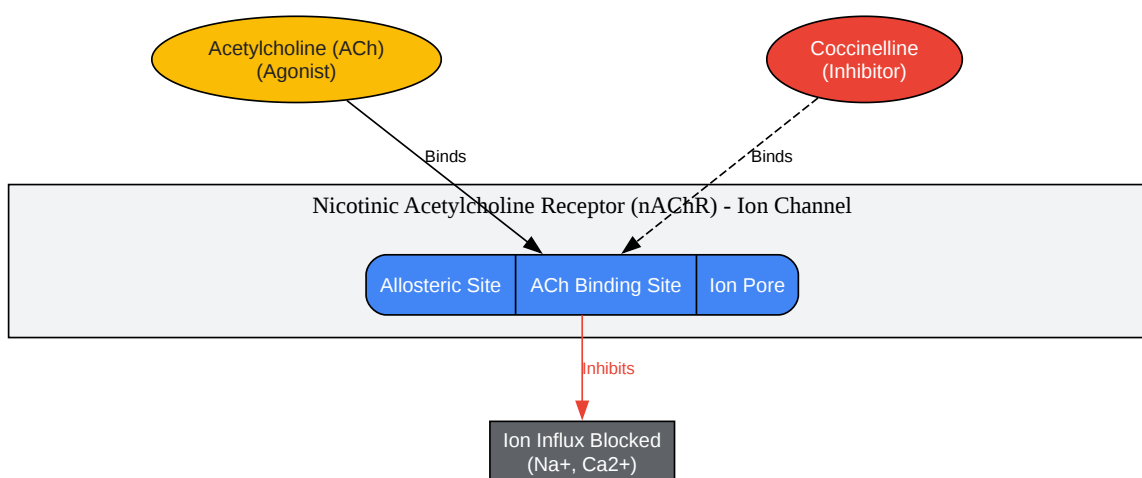 Acetylcholine (ACh)
(Agonist)
Coccinelline
(Inhibitor)
Binds
Binds
Nicotinic Acetylcholine Receptor (nAChR) - Ion Channel
Allosteric Site
ACh Binding Site
Ion Pore
Inhibits
Ion Influx Blocked
(Na+, Ca2+)